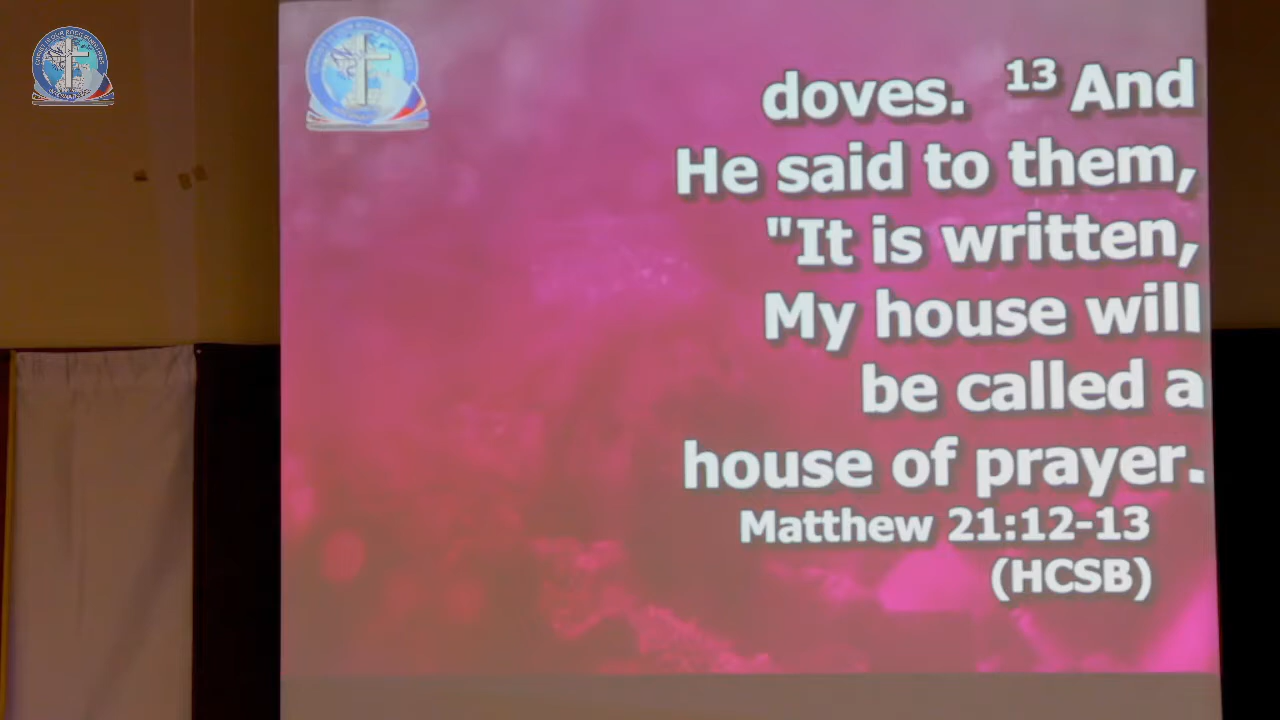 doves. 13 And
He said to them,
"It is written,
My house will
be called a
house of prayer.
Matthew 21:12-13
(HCSB)